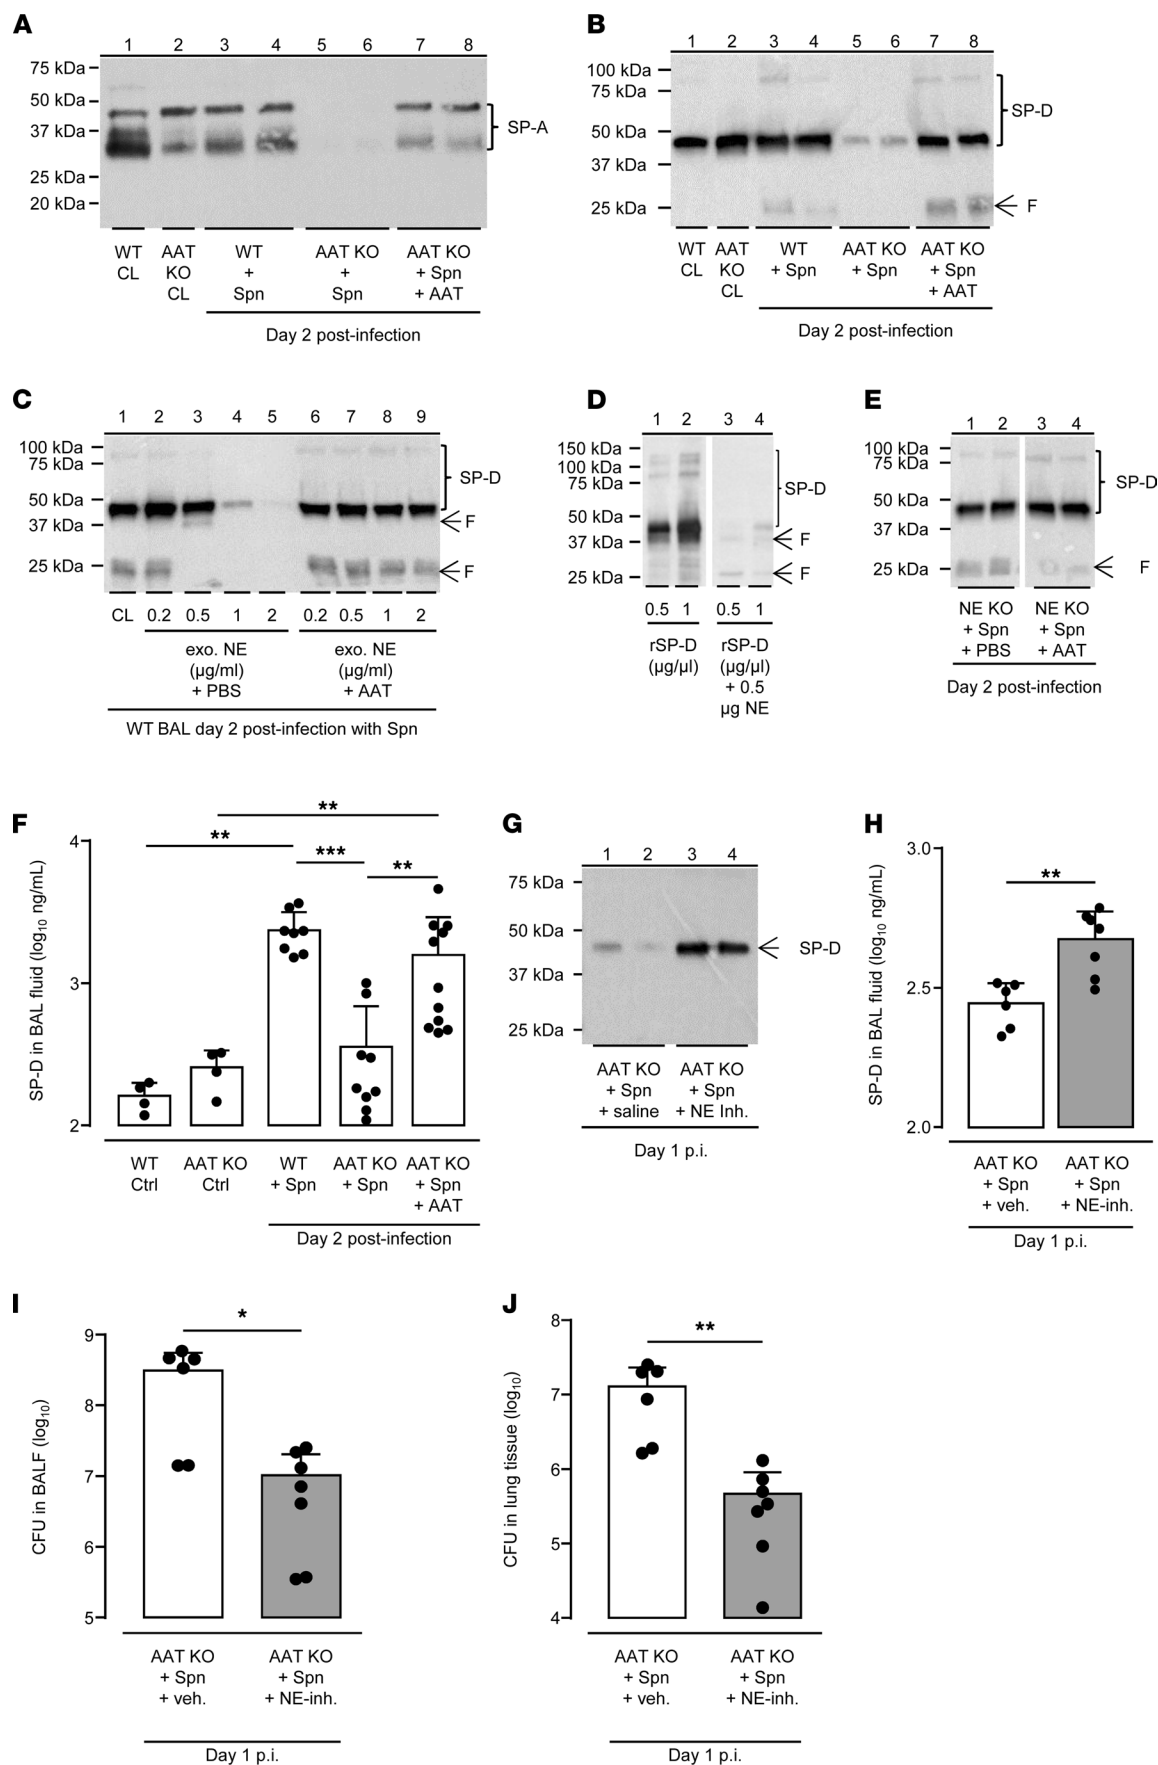 A
1 2 3 4 5 6 7 8
75 kDa
50 kDa
37 kDa
25 kDa
20 kDa
SP-A
WT AAT WT AAT KO AAT KO
CL KO + + + Spn
CL Spn Spn + AAT
Day 2 post-infection
B
1 2 3 4 5 6 7 8
100 kDa
75 kDa
50 kDa
37 kDa
25 kDa
SP-D
F
WT AAT WT AAT KO AAT KO
CL KO + Spn + Spn + Spn
CL + AAT
Day 2 post-infection
C
1 2 3 4 5 6 7 8 9
100 kDa
75 kDa
50 kDa
37 kDa
25 kDa
SP-D
F
F
CL 0.2 0.5 1 2 0.2 0.5 1 2
exo. NE exo. NE
(µg/ml) (µg/ml)
+ PBS + AAT
WT BAL day 2 post-infection with Spn
D
1 2 3 4
150 kDa
100 kDa
75 kDa
50 kDa
37 kDa
25 kDa
SP-D
F
F
0.5 1 0.5 1
rSP-D rSP-D
(µg/µl) (µg/µl)
+ 0.5
µg NE
E
1 2 3 4
100 kDa
75 kDa
50 kDa
37 kDa
25 kDa
SP-D
F
NE KO NE KO
+ Spn + Spn
+ PBS + AAT
Day 2 post-infection
F
SP-D in BAL fluid (log10 ng/mL)
4
3
2
**
**
***
**
WT AAT KO WT AAT KO AAT KO
Ctrl Ctrl + Spn + Spn + Spn
+ AAT
Day 2 post-infection
G
1 2 3 4
75 kDa
50 kDa
37 kDa
25 kDa
SP-D
AAT KO AAT KO
+ Spn + Spn
+ saline + NE Inh.
Day 1 p.i.
H
SP-D in BAL fluid (log10 ng/mL)
3.0
2.5
2.0
**
AAT KO AAT KO
+ Spn + Spn
+ veh. + NE-inh.
Day 1 p.i.
I
CFU in BALF (log10)
9
8
7
6
5
*
AAT KO AAT KO
+ Spn + Spn
+ veh. + NE-inh.
Day 1 p.i.
J
CFU in lung tissue (log10)
8
7
6
5
4
**
AAT KO AAT KO
+ Spn + Spn
+ veh. + NE-inh.
Day 1 p.i.